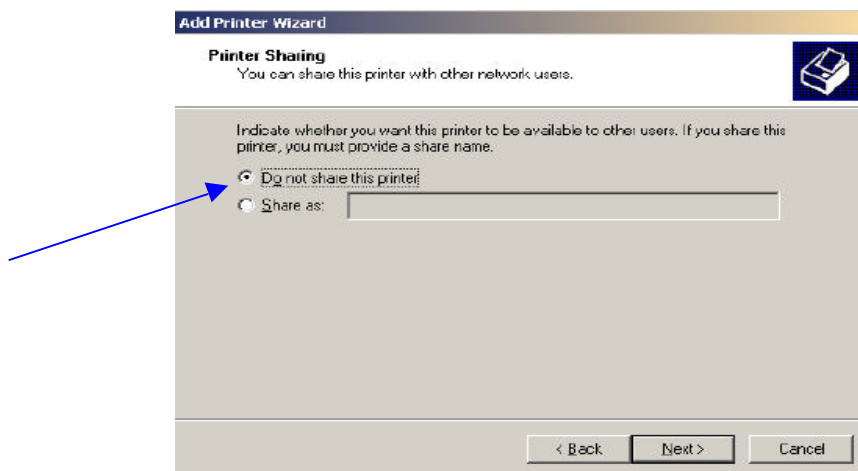 Add Printer Wizard
Printer Sharing
You can share this printer with other network users.
Indicate whether you want this printer to be available to other users. If you share this
printer, you must provide a share name.
Do not share this printer
Share as:
< Back
Next >
Cancel